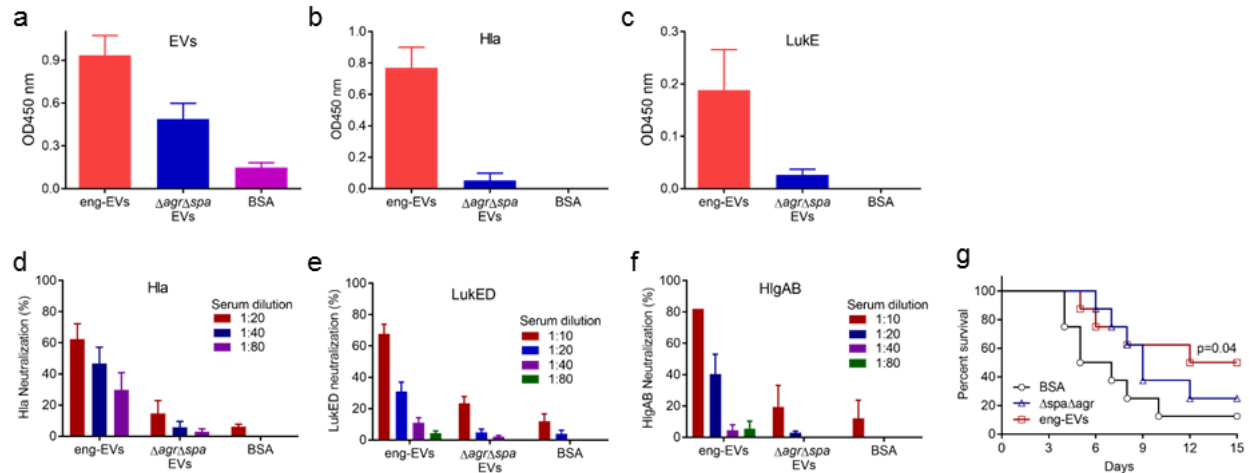 a
EVs
OD450 nm
0.9
0.6
0.3
0.0
eng-EVs
ΔagrΔspa
EVs
BSA
b
Hla
OD450 nm
1.0
0.8
0.6
0.4
0.2
0.0
eng-EVs
ΔagrΔspa
EVs
BSA
c
LukE
OD450 nm
0.3
0.2
0.1
0.0
eng-EVs
ΔagrΔspa
EVs
BSA
d
Hla
Hla Neutralization (%)
100
80
60
40
20
0
Serum dilution
1:20
1:40
1:80
eng-EVs
ΔagrΔspa
EVs
BSA
e
LukED
LukED neutralization (%)
100
80
60
40
20
0
Serum dilution
1:10
1:20
1:40
1:80
eng-EVs
ΔagrΔspa
EVs
BSA
f
HlgAB
HlgAB Neutralization (%)
100
80
60
40
20
0
Serum dilution
1:10
1:20
1:40
1:80
eng-EVs
ΔagrΔspa
EVs
BSA
g
Percent survival
100
80
60
40
20
0
p=0.04
BSA
ΔspaΔagr
eng-EVs
0
3
6
9
12
15
Days